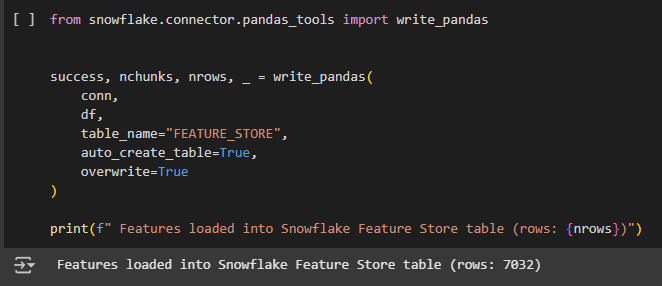 [ ] from snowflake.connector.pandas_tools import write_pandas
success, nchunks, nrows, _ = write_pandas(
    conn,
    df,
    table_name="FEATURE_STORE",
    auto_create_table=True,
    overwrite=True
)
print(f" Features loaded into Snowflake Feature Store table (rows: {nrows})")
Features loaded into Snowflake Feature Store table (rows: 7032)